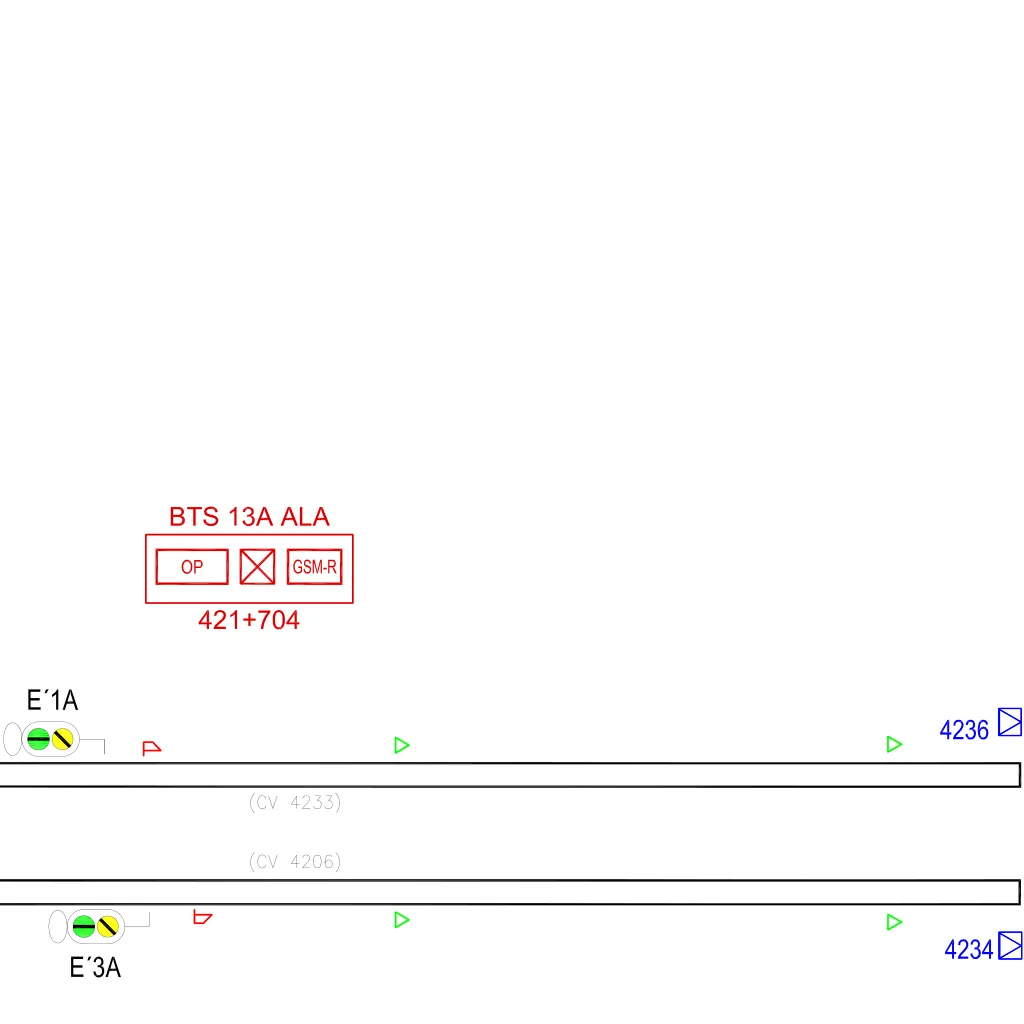 BTS 13A ALA
OP
GSM-R
421+704
E´1A
4236
(CV 4233)
(CV 4206)
4234
E´3A